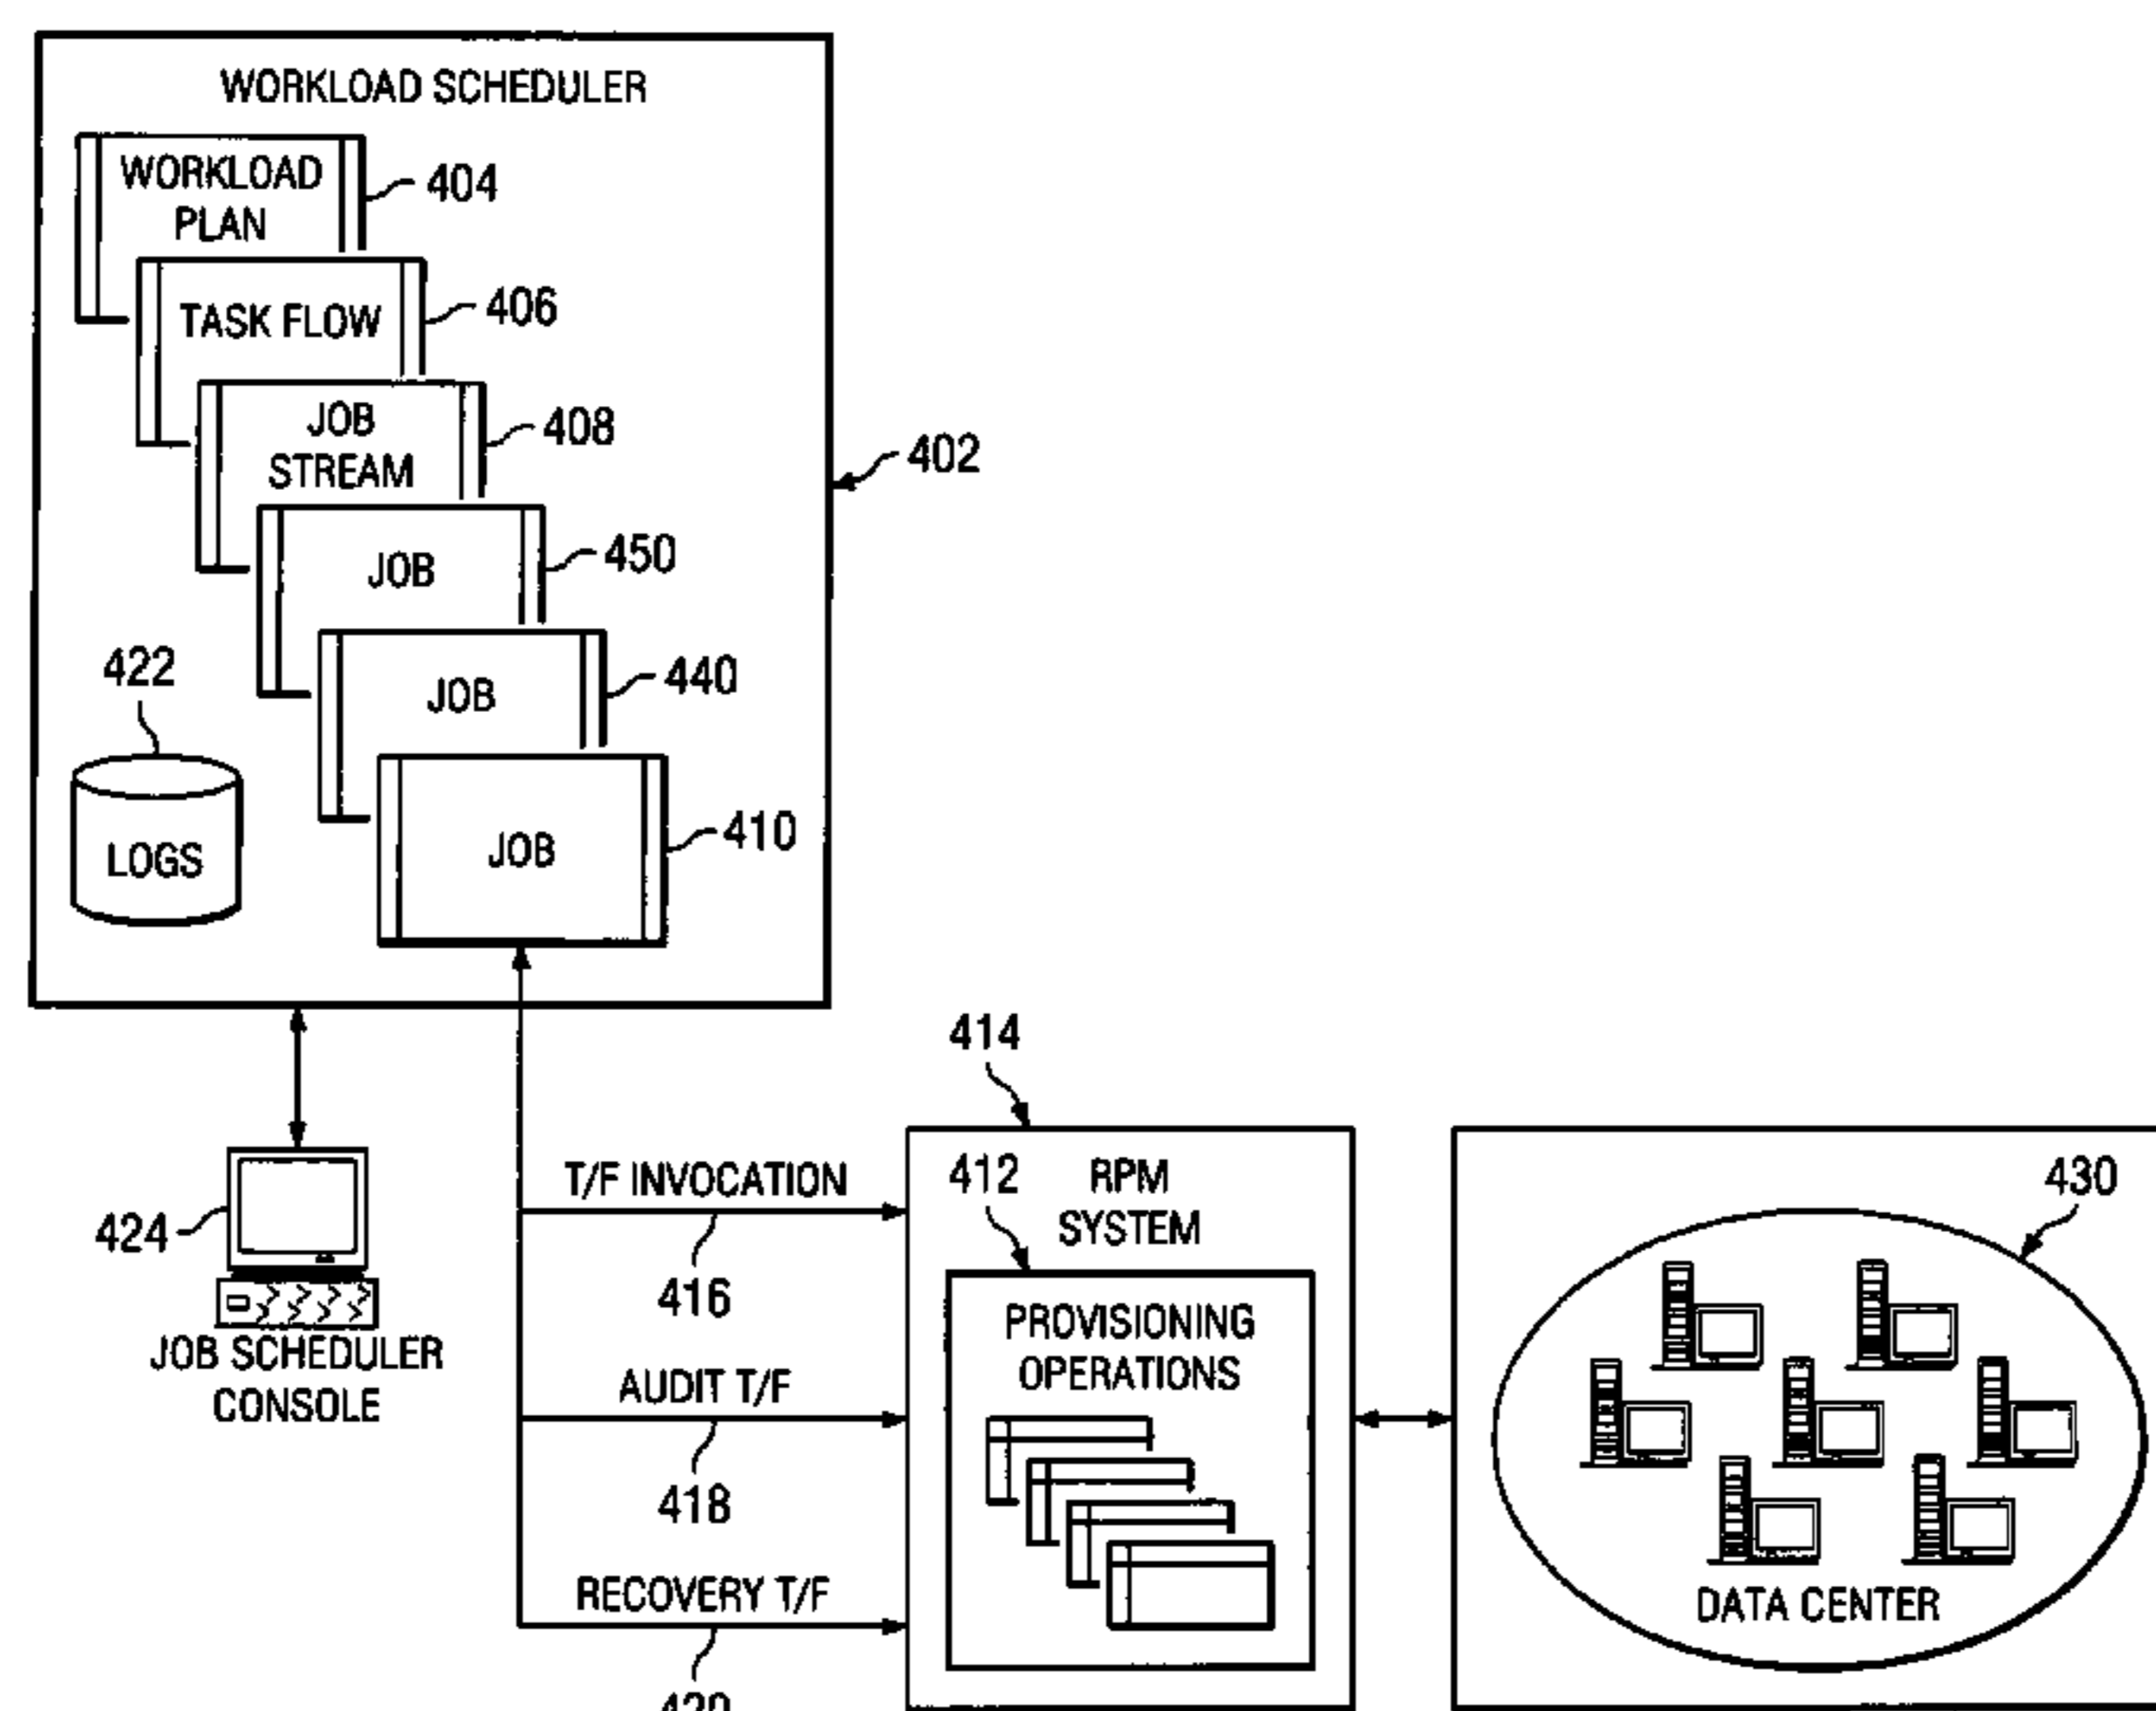 WORKLOAD SCHEDULER
WORKLOAD
PLAN
404
TASK FLOW
406
JOB
STREAM
408
402
JOB
450
JOB
440
422
LOGS
JOB
410
414
T/F INVOCATION
416
412
RPM
SYSTEM
430
424
JOB SCHEDULER
CONSOLE
PROVISIONING
OPERATIONS
AUDIT T/F
418
RECOVERY T/F
DATA CENTER